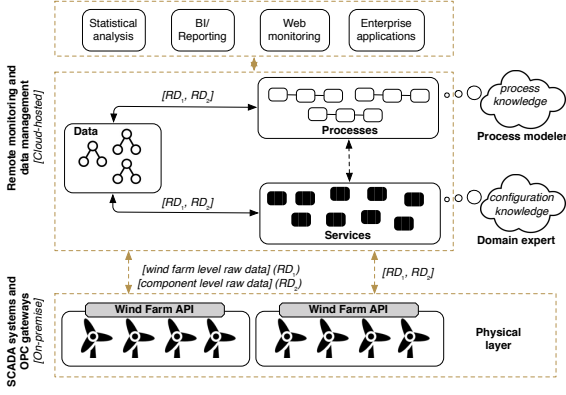 Statistical
analysis
BI/
Reporting
Web
monitoring
Enterprise
applications
Remote monitoring and
data management
[Cloud-hosted]
[RD₁, RD₂]
Data
Processes
process
knowledge
Process modeler
[RD₁, RD₂]
Services
configuration
knowledge
Domain expert
[wind farm level raw data] (RD₁)
[component level raw data] (RD₂)
[RD₁, RD₂]
SCADA systems and
OPC gateways
[On-premise]
Wind Farm API
Wind Farm API
Physical
layer